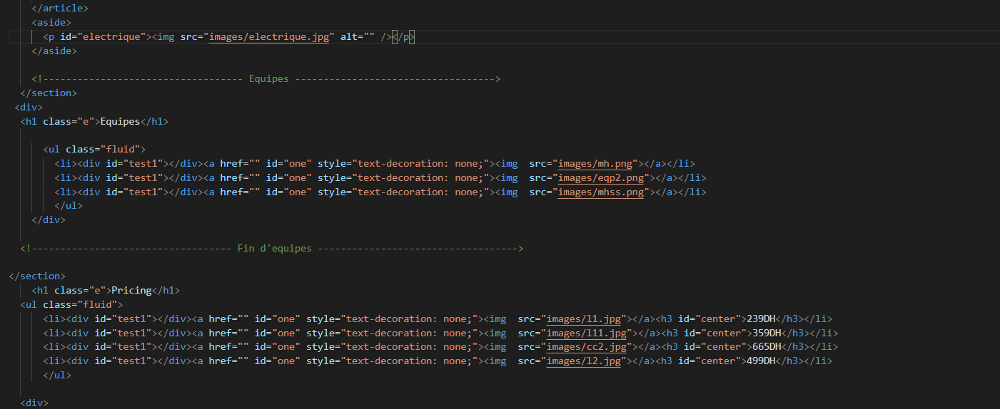 </article>
<aside>
<p id="electrique"><img src="images/electrique.jpg" alt="" /></p>
</aside>
<!----------------------------------- Equipes ----------------------------------->
</section>
<div>
<h1 class="e">Equipes</h1>
<ul class="fluid">
<li><div id="test1"></div><a href="" id="one" style="text-decoration: none;"><img  src="images/mh.png"></a></li>
<li><div id="test1"></div><a href="" id="one" style="text-decoration: none;"><img  src="images/eqp2.png"></a></li>
<li><div id="test1"></div><a href="" id="one" style="text-decoration: none;"><img  src="images/mhss.png"></a></li>
</ul>
</div>
<!----------------------------------- Fin d'equipes ----------------------------------->
</section>
<h1 class="e">Pricing</h1>
<ul class="fluid">
<li><div id="test1"></div><a href="" id="one" style="text-decoration: none;"><img  src="images/l1.jpg"></a><h3 id="center">239DH</h3></li>
<li><div id="test1"></div><a href="" id="one" style="text-decoration: none;"><img  src="images/l11.jpg"></a><h3 id="center">359DH</h3></li>
<li><div id="test1"></div><a href="" id="one" style="text-decoration: none;"><img  src="images/cc2.jpg"></a><h3 id="center">665DH</h3></li>
<li><div id="test1"></div><a href="" id="one" style="text-decoration: none;"><img  src="images/l2.jpg"></a><h3 id="center">499DH</h3></li>
</ul>
<div>